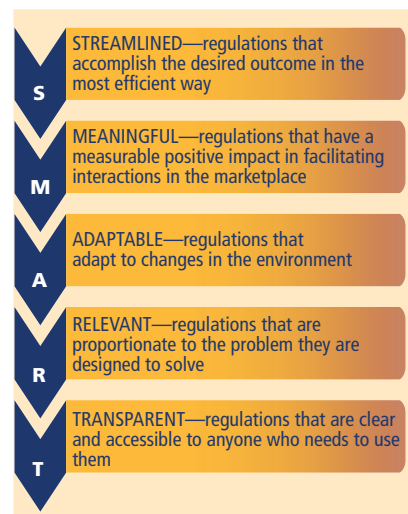 S
STREAMLINED—regulations that
accomplish the desired outcome in the
most efficient way
M
MEANINGFUL—regulations that have a
measurable positive impact in facilitating
interactions in the marketplace
A
ADAPTABLE—regulations that
adapt to changes in the environment
R
RELEVANT—regulations that are
proportionate to the problem they are
designed to solve
T
TRANSPARENT—regulations that are clear
and accessible to anyone who needs to use
them